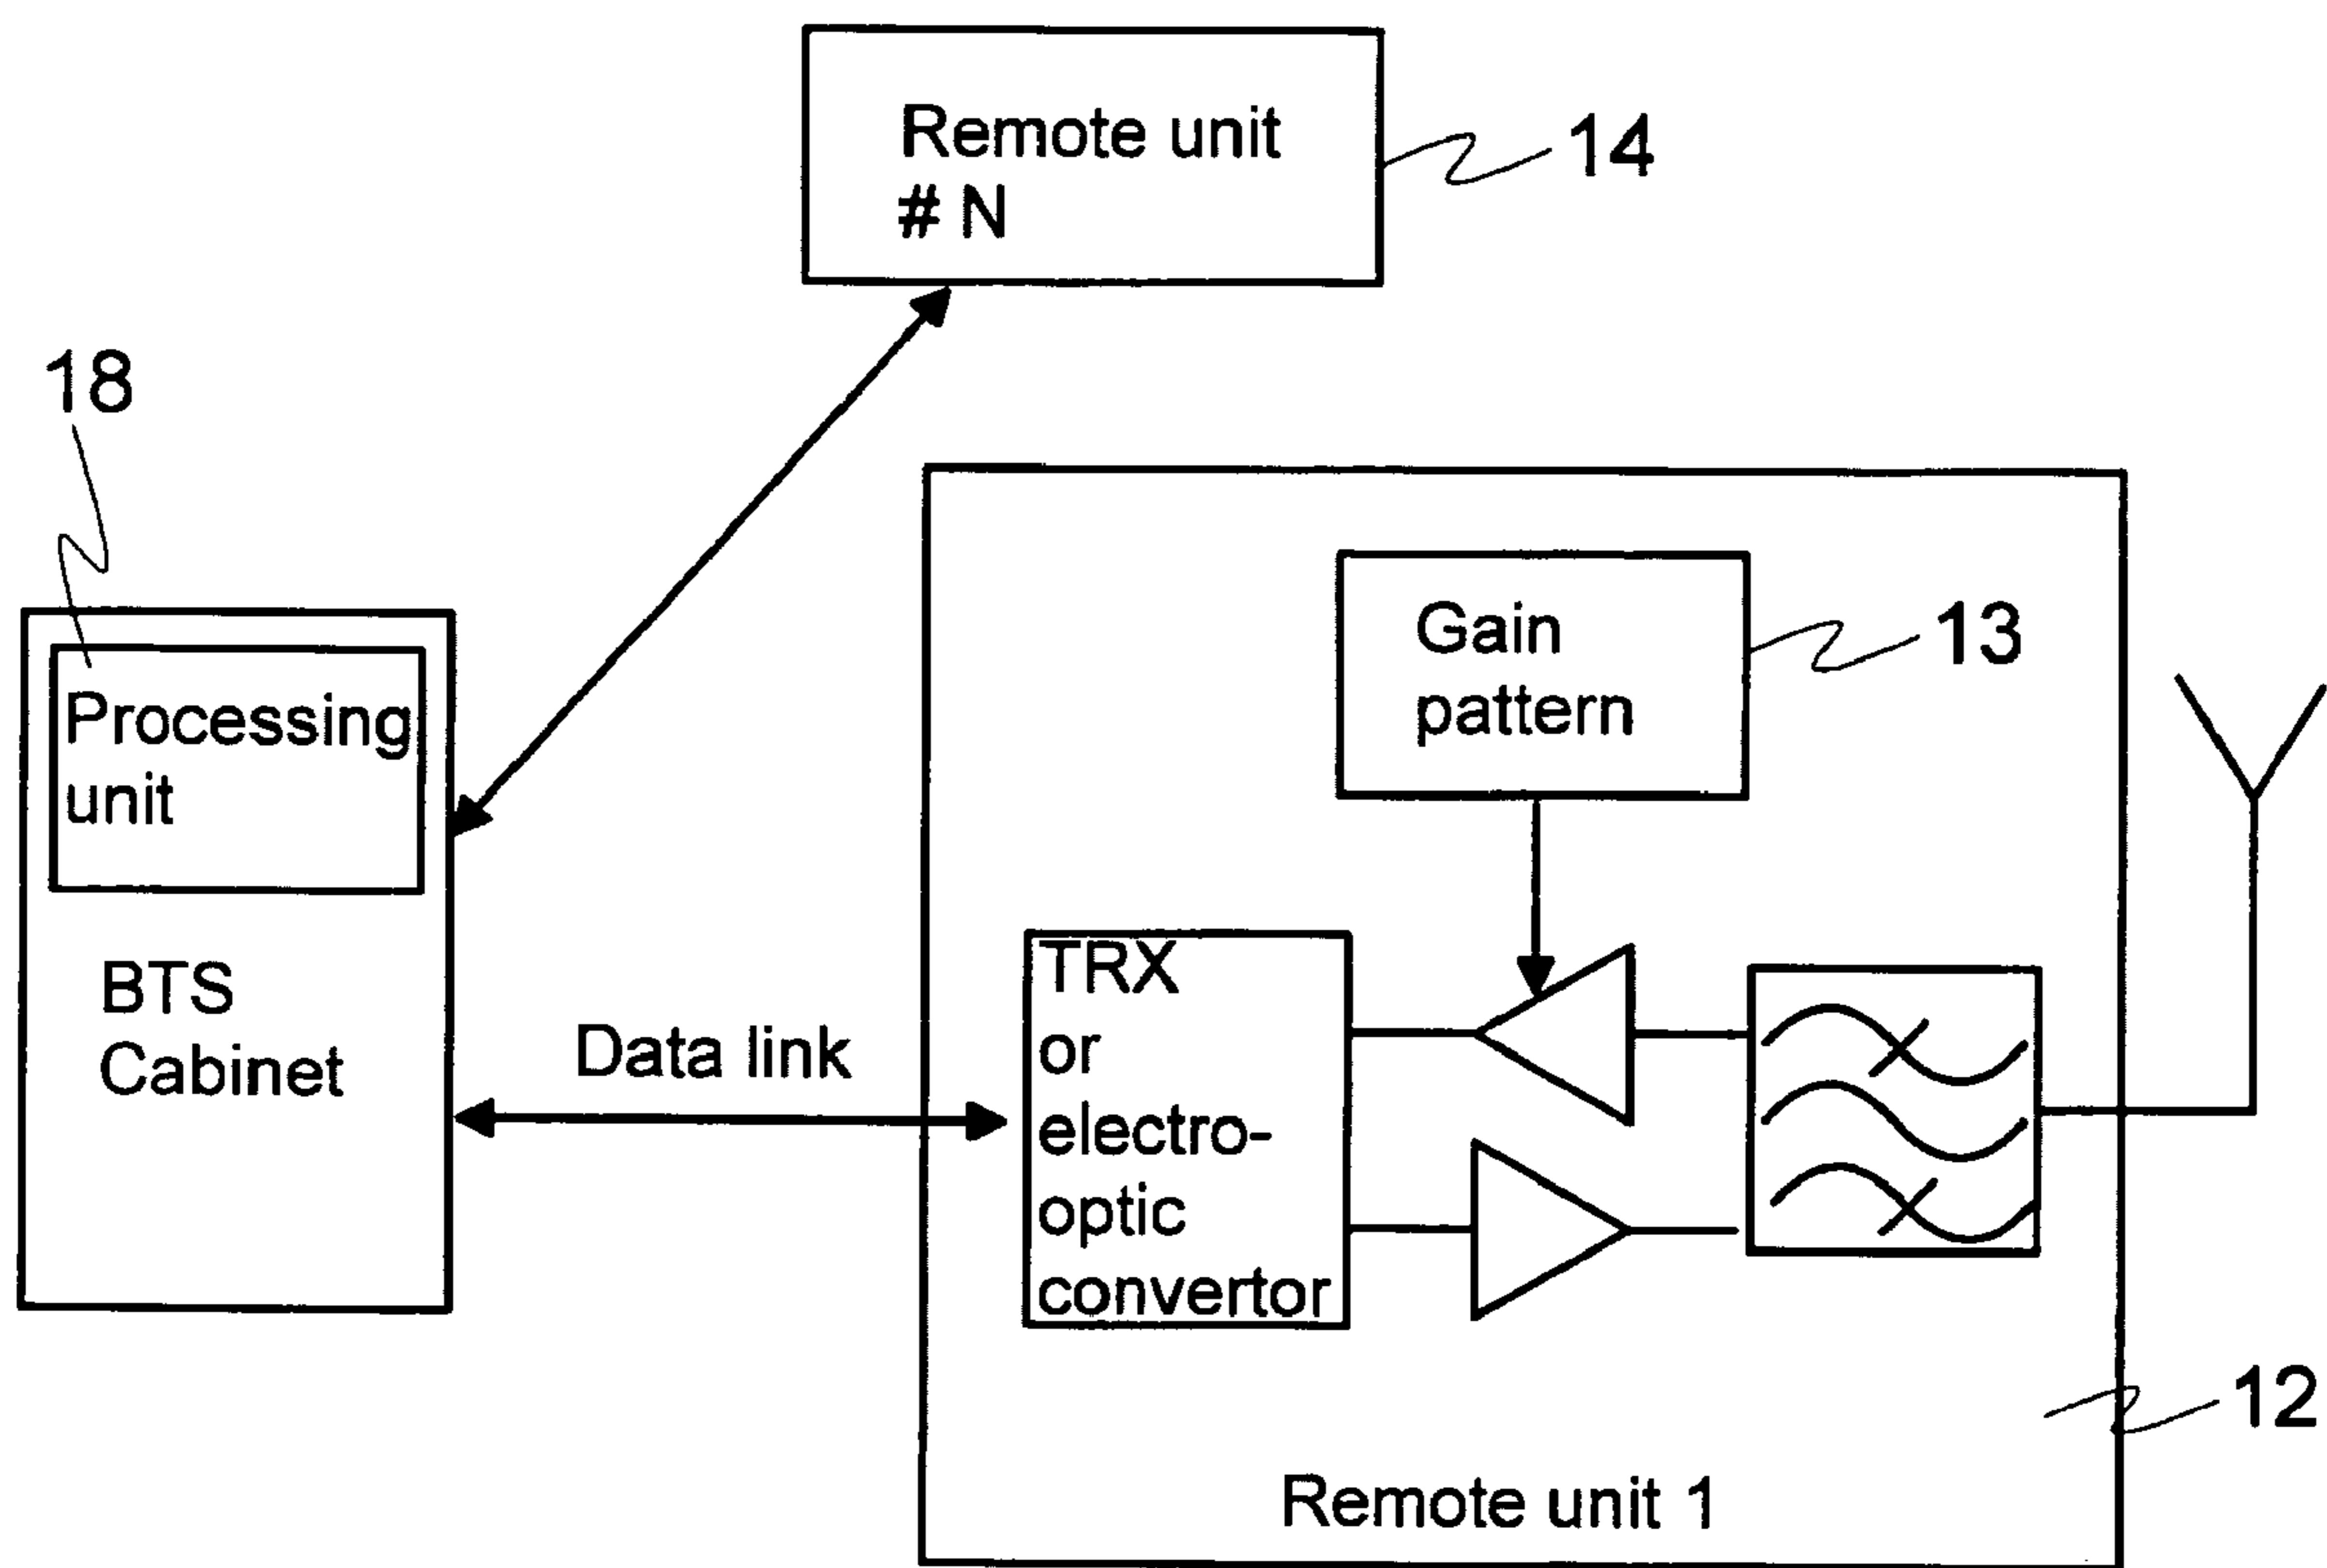 Remote unit
# N
14
18
Gain
pattern
13
Processing
unit
BTS
Cabinet
Data link
TRX
or
electro-
optic
convertor
12
Remote unit 1